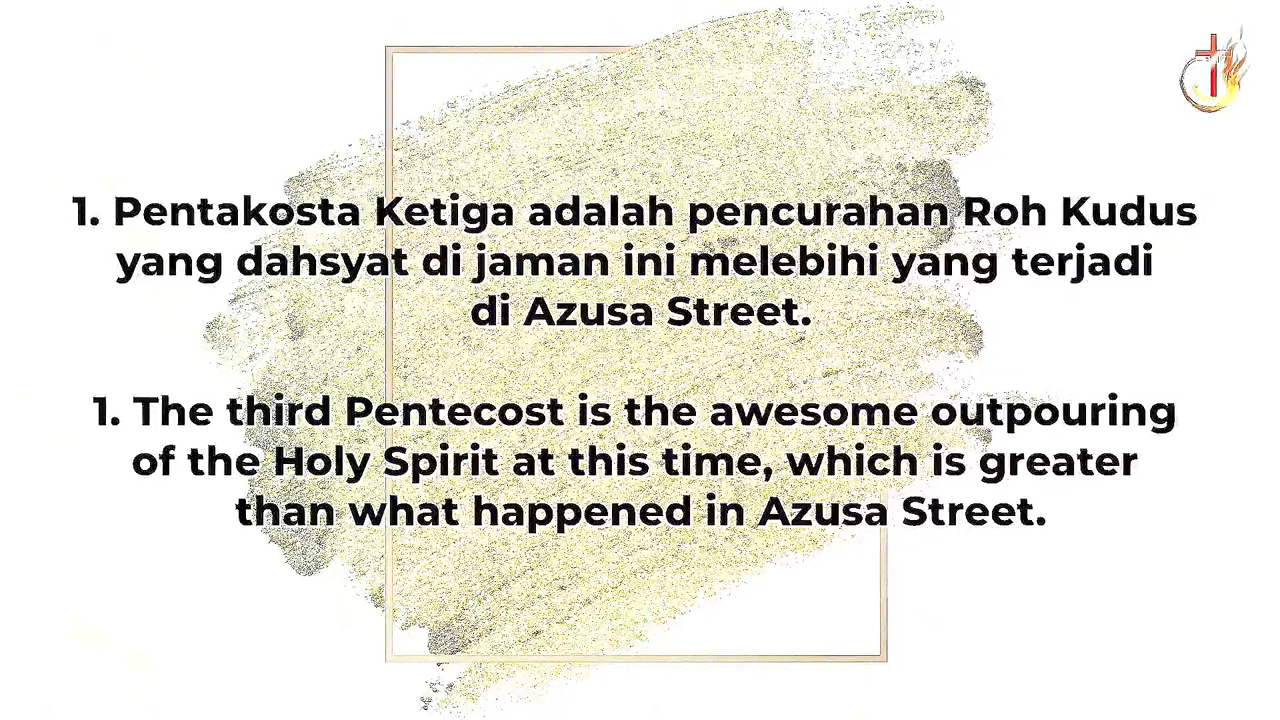 1. Pentakosta Ketiga adalah pencurahan Roh Kudus
yang dahsyat di jaman ini melebihi yang terjadi
di Azusa Street.
1. The third Pentecost is the awesome outpouring
of the Holy Spirit at this time, which is greater
than what happened in Azusa Street.